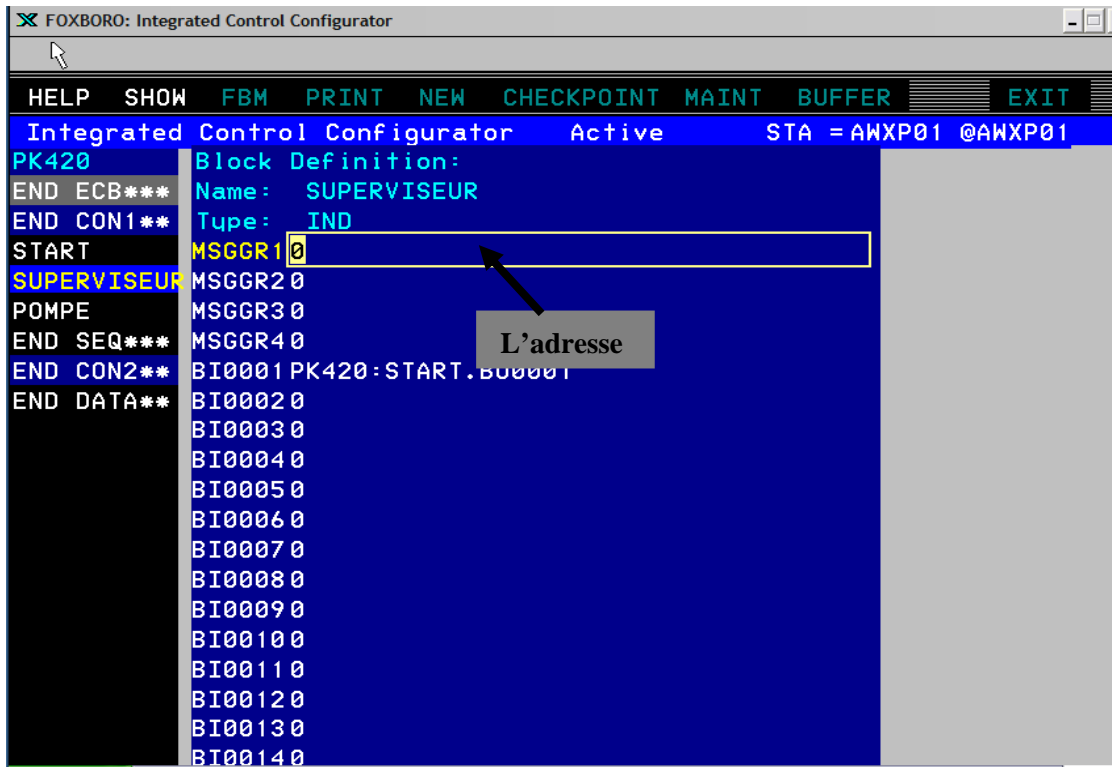 FOXBORO: Integrated Control Configurator
HELP SHOW FBM PRINT NEW CHECKPOINT MAINT BUFFER EXIT
Integrated Control Configurator Active STA = AWXP01 @AWXP01
PK420 Block Definition:
END ECB*** Name: SUPERVISEUR
END CON1** Type: IND
START MSGGR1 0
SUPERVISEUR MSGGR2 0
POMPE MSGGR3 0
END SEQ*** MSGGR4 0
L'adresse
END CON2** BI0001 PK420:START.BO0001
END DATA** BI0002 0
BI0003 0
BI0004 0
BI0005 0
BI0006 0
BI0007 0
BI0008 0
BI0009 0
BI0010 0
BI0011 0
BI0012 0
BI0013 0
BI0014 0